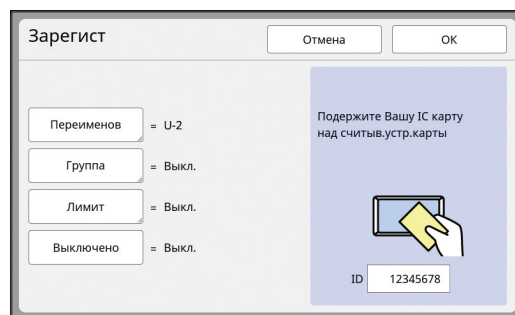 Зарегист
Отмена
ОК
Переименов = U-2
Группа = Выкл.
Лимит = Выкл.
Выключено = Выкл.
Подержите Вашу IC карту
над считыв.устр.карты
ID 12345678